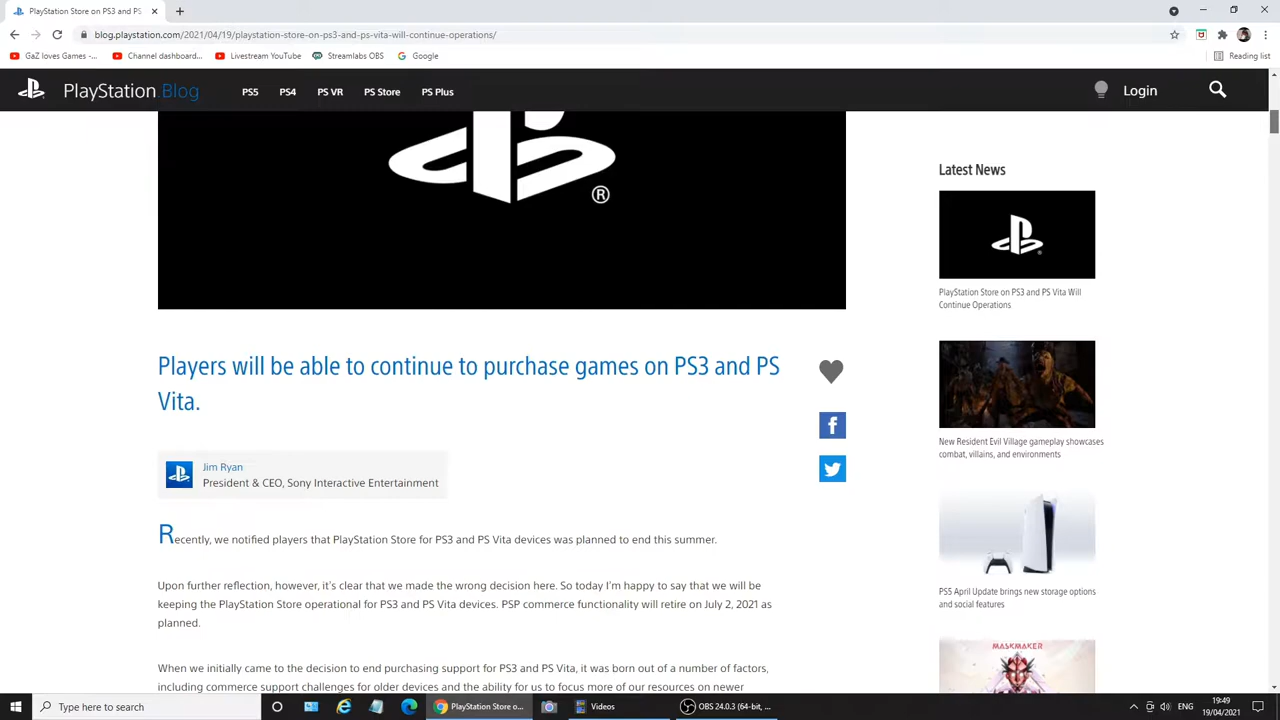 PlayStation Store on PS3 and PS
blog.playstation.com/2021/04/19/playstation-store-on-ps3-and-ps-vita-will-continue-operations/
GaZ loves Games -...
Channel dashboard...
Livestream YouTube
Streamlabs OBS
Google
Reading list
PlayStation.Blog
PS5
PS4
PS VR
PS Store
PS Plus
Login
®
Players will be able to continue to purchase games on PS3 and PS
Vita.
Jim Ryan
President & CEO, Sony Interactive Entertainment
Recently, we notified players that PlayStation Store for PS3 and PS Vita devices was planned to end this summer.
Upon further reflection, however, it's clear that we made the wrong decision here. So today I'm happy to say that we will be
keeping the PlayStation Store operational for PS3 and PS Vita devices. PSP commerce functionality will retire on July 2, 2021 as
planned.
When we initially came to the decision to end purchasing support for PS3 and PS Vita, it was born out of a number of factors,
including commerce support challenges for older devices and the ability for us to focus more of our resources on newer
Latest News
PlayStation Store on PS3 and PS Vita Will
Continue Operations
New Resident Evil Village gameplay showcases
combat, villains, and environments
PS5 April Update brings new storage options
and social features
MASKMAKER
Type here to search
PlayStation Store o...
Videos
OBS 24.0.3 (64-bit, ...
ENG
19:49
19/04/2021